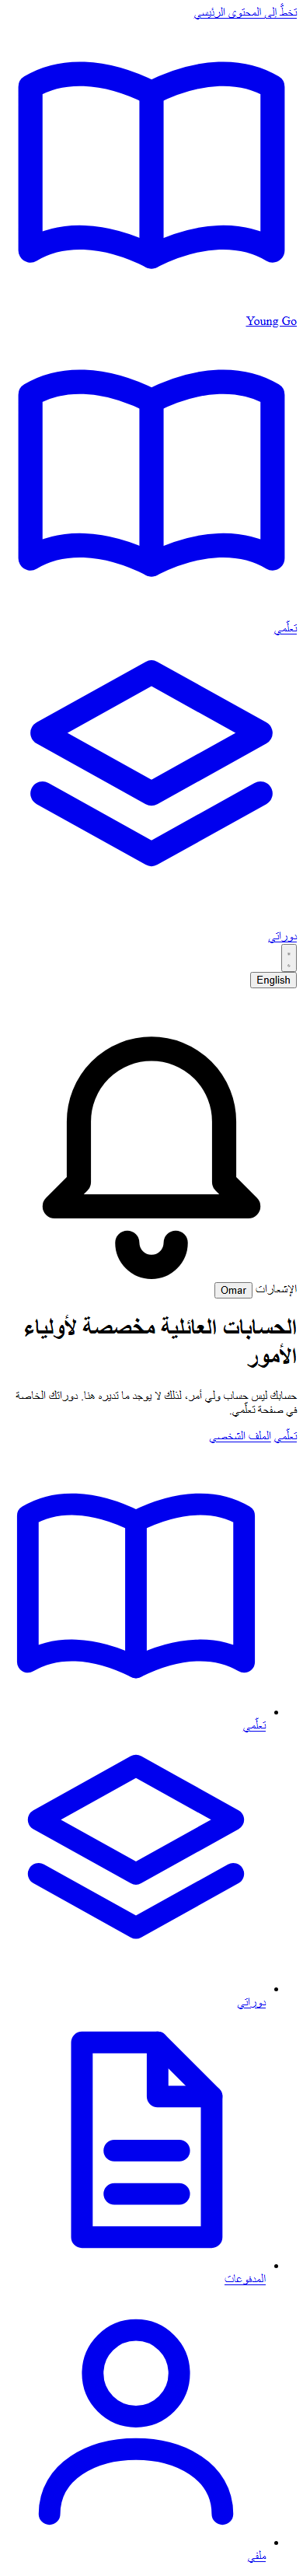 تخطَّ إلى المحتوى الرئيسي
Young Go
تعلّمي
دوراتي
English
الإشعارات Omar
الحسابات العائلية مخصصة لأولياء
الأمور
حسابك ليس حساب ولي أمر، لذلك لا يوجد ما تديره هنا. دوراتك الخاصة
في صفحة تعلّمي.
تعلّمي الملف الشخصي
تعلّمي
دوراتي
المدفوعات
ملفي